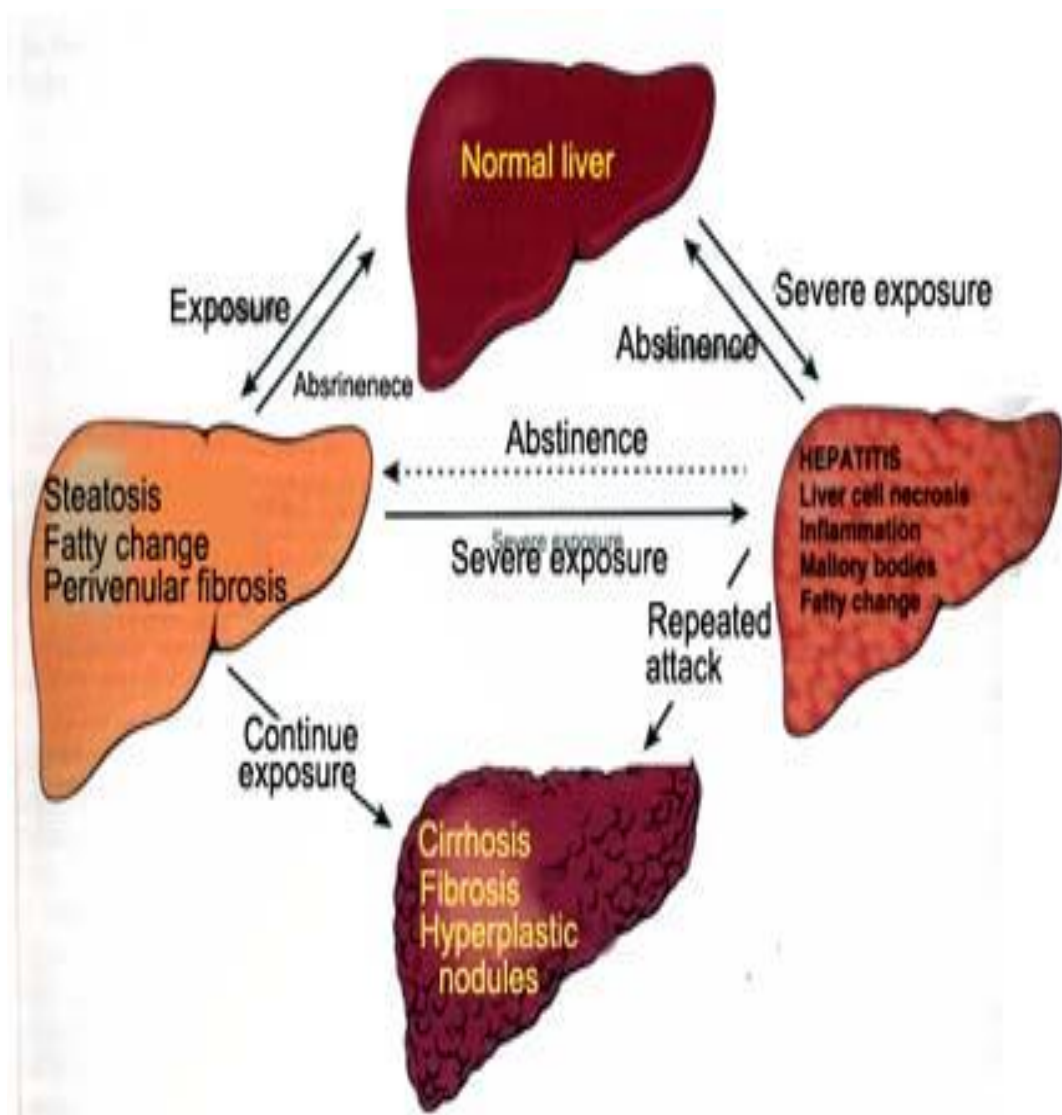 Normal liver
Exposure
Absrinenece
Severe exposure
Abstinence
Abstinence
Severe exposure
Severe exposure
Steatosis
Fatty change
Perivenular fibrosis
HEPATITIS
Liver cell necrosis
Inflammation
Mallory bodies
Fatty change
Repeated
attack
Continue
exposure
Cirrhosis
Fibrosis
Hyperplastic
nodules